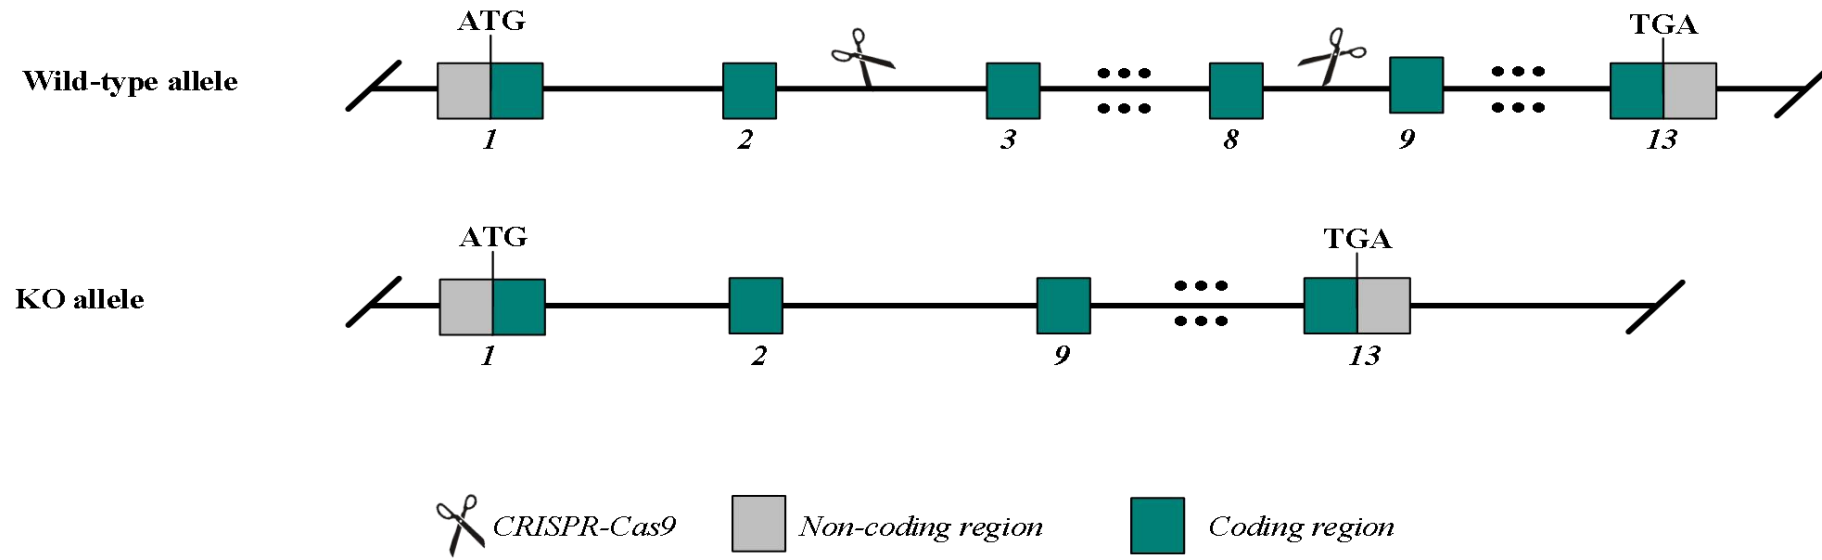 ATG TGA
Wild-type allele
1 2 3 8 9 13
ATG TGA
KO allele
1 2 9 13
CRISPR-Cas9 Non-coding region Coding region